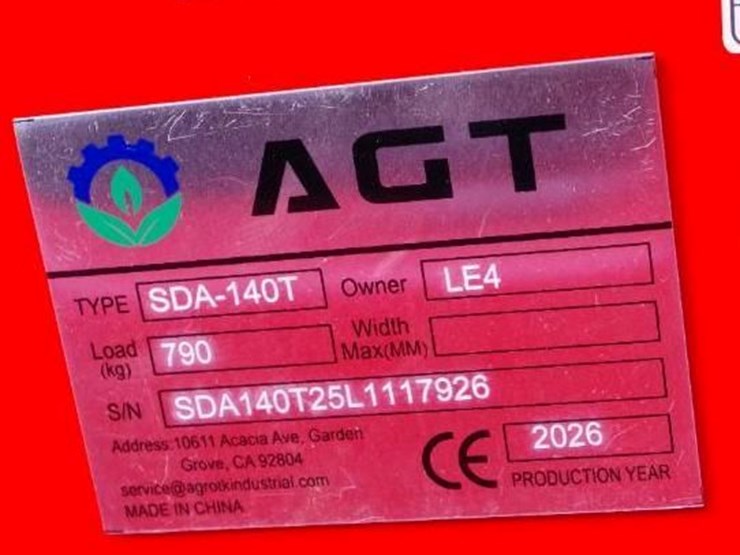 AGT
TYPE SDA-140T Owner LE4
Load (kg) 790 Width Max(MM)
S/N SDA140T25L1117926
Address:10611 Acacia Ave, Garden
Grove, CA 92804
service@agrotkindustrial.com
MADE IN CHINA
CE 2026
PRODUCTION YEAR